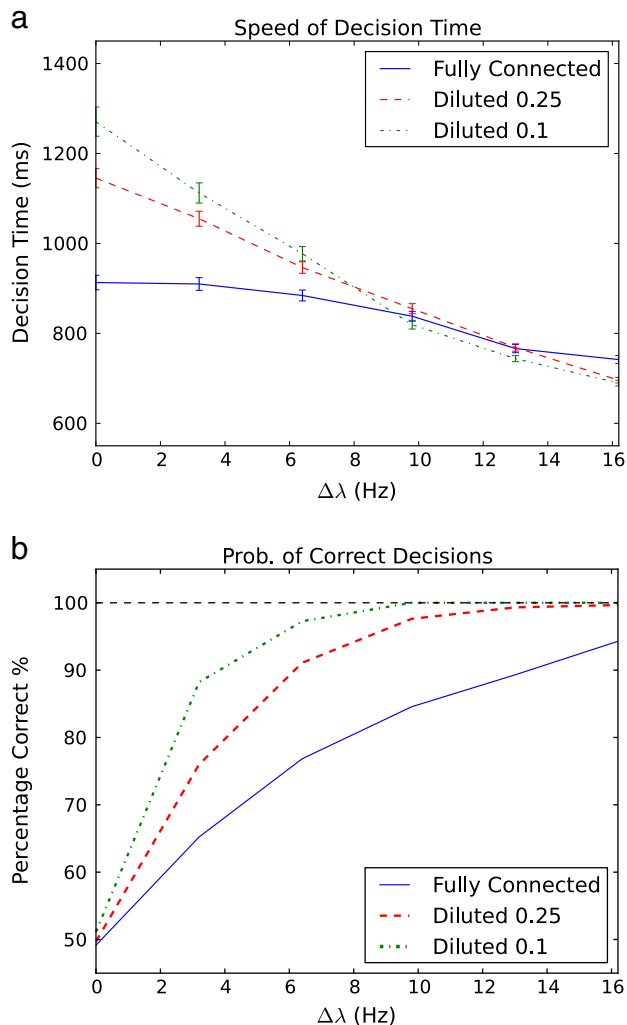 a
Speed of Decision Time
1400
1200
1000
800
600
Decision Time (ms)
Fully Connected
Diluted 0.25
Diluted 0.1
0 2 4 6 8 10 12 14 16
Δλ (Hz)
b
Prob. of Correct Decisions
100
90
80
70
60
50
Percentage Correct %
Fully Connected
Diluted 0.25
Diluted 0.1
0 2 4 6 8 10 12 14 16
Δλ (Hz)